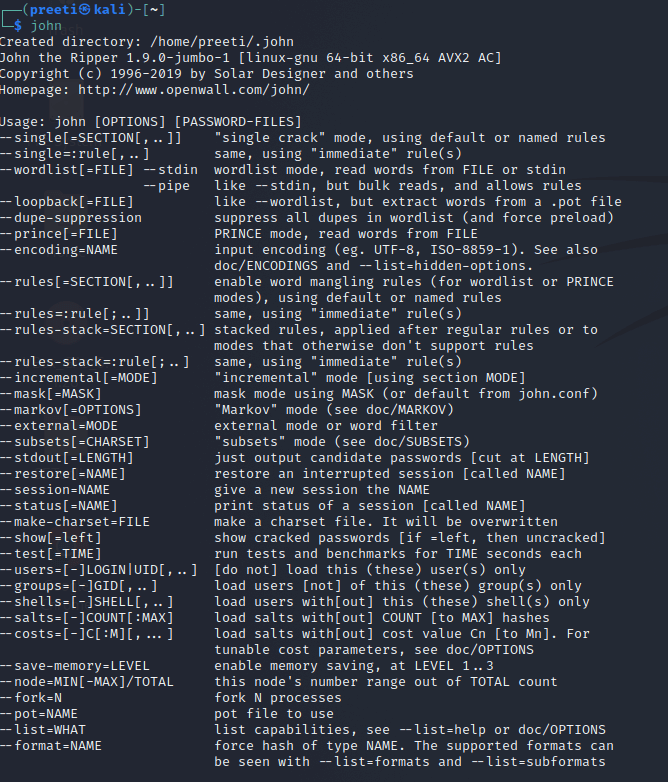 ┌──(preeti㉿kali)-[~]
└─$ john
Created directory: /home/preeti/.john
John the Ripper 1.9.0-jumbo-1 [linux-gnu 64-bit x86_64 AVX2 AC]
Copyright (c) 1996-2019 by Solar Designer and others
Homepage: http://www.openwall.com/john/

Usage: john [OPTIONS] [PASSWORD-FILES]
--single[=SECTION[,..]]    "single crack" mode, using default or named rules
--single=:rule[,..]        same, using "immediate" rule(s)
--wordlist[=FILE] --stdin  wordlist mode, read words from FILE or stdin
                  --pipe   like --stdin, but bulk reads, and allows rules
--loopback[=FILE]          like --wordlist, but extract words from a .pot file
--dupe-suppression         suppress all dupes in wordlist (and force preload)
--prince[=FILE]            PRINCE mode, read words from FILE
--encoding=NAME            input encoding (eg. UTF-8, ISO-8859-1). See also
                           doc/ENCODINGS and --list=hidden-options.
--rules[=SECTION[,..]]     enable word mangling rules (for wordlist or PRINCE
                           modes), using default or named rules
--rules=:rule[;..]]        same, using "immediate" rule(s)
--rules-stack=SECTION[,..] stacked rules, applied after regular rules or to
                           modes that otherwise don't support rules
--rules-stack=:rule[;..]   same, using "immediate" rule(s)
--incremental[=MODE]       "incremental" mode [using section MODE]
--mask[=MASK]              mask mode using MASK (or default from john.conf)
--markov[=OPTIONS]         "Markov" mode (see doc/MARKOV)
--external=MODE            external mode or word filter
--subsets[=CHARSET]        "subsets" mode (see doc/SUBSETS)
--stdout[=LENGTH]          just output candidate passwords [cut at LENGTH]
--restore[=NAME]           restore an interrupted session [called NAME]
--session=NAME             give a new session the NAME
--status[=NAME]            print status of a session [called NAME]
--make-charset=FILE        make a charset file. It will be overwritten
--show[=left]              show cracked passwords [if =left, then uncracked]
--test[=TIME]              run tests and benchmarks for TIME seconds each
--users=[-]LOGIN|UID[,..]  [do not] load this (these) user(s) only
--groups=[-]GID[,..]       load users [not] of this (these) group(s) only
--shells=[-]SHELL[,..]     load users with[out] this (these) shell(s) only
--salts=[-]COUNT[:MAX]     load salts with[out] COUNT [to MAX] hashes
--costs=[-]C[:M][,...]     load salts with[out] cost value Cn [to Mn]. For
                           tunable cost parameters, see doc/OPTIONS
--save-memory=LEVEL        enable memory saving, at LEVEL 1..3
--node=MIN[-MAX]/TOTAL     this node's number range out of TOTAL count
--fork=N                   fork N processes
--pot=NAME                 pot file to use
--list=WHAT                list capabilities, see --list=help or doc/OPTIONS
--format=NAME              force hash of type NAME. The supported formats can
                           be seen with --list=formats and --list=subformats